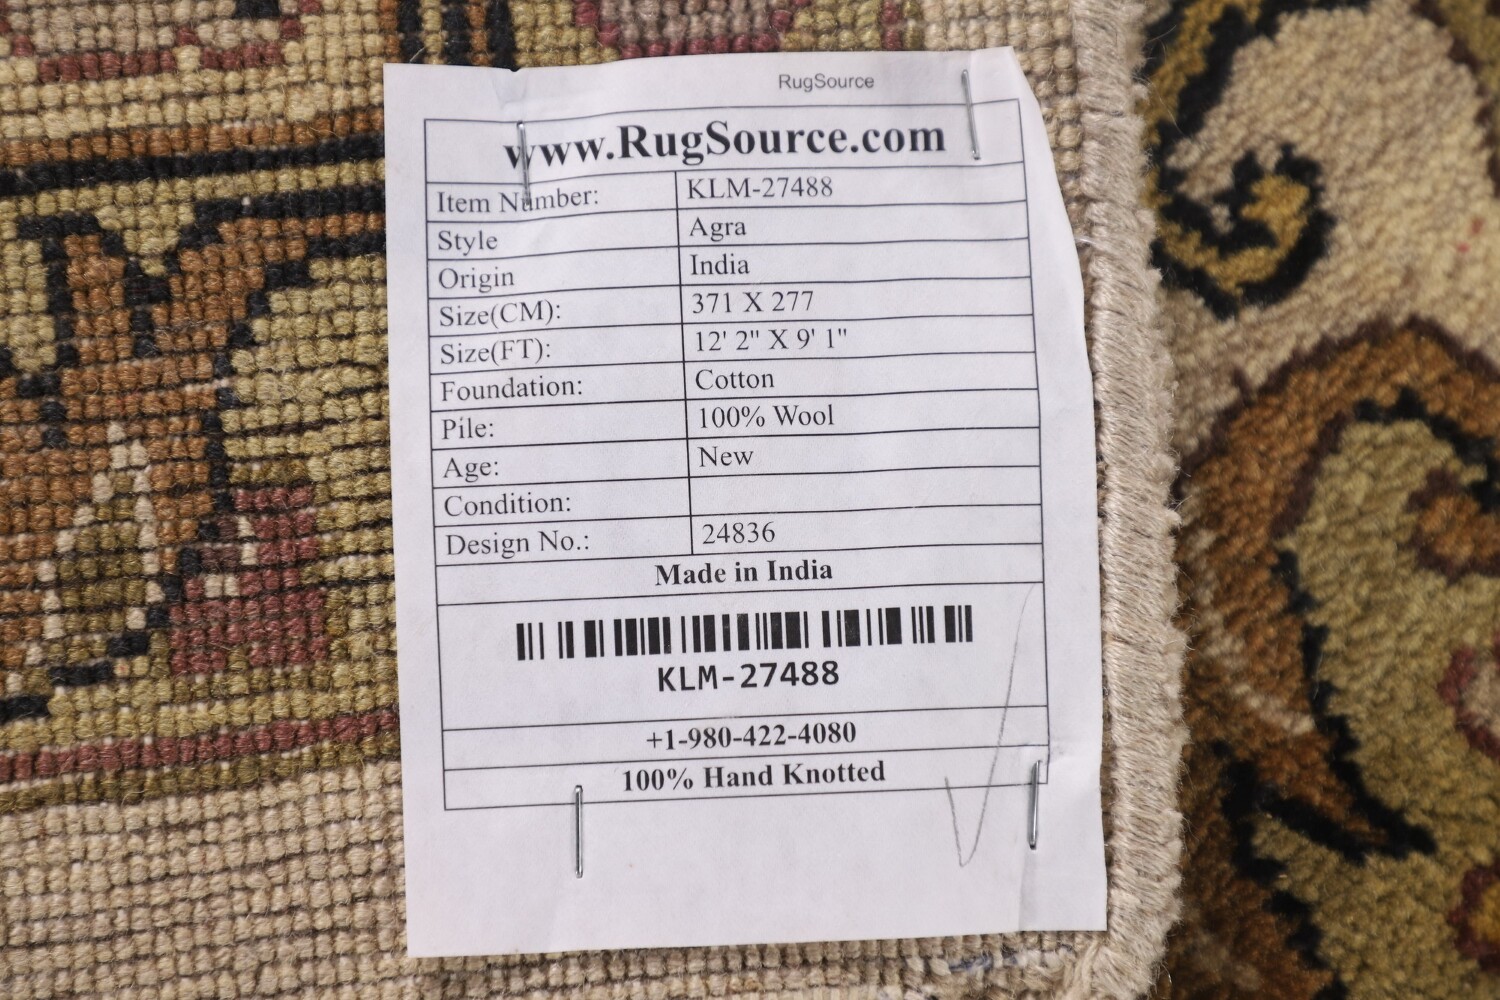 RugSource
www.RugSource.com
Item Number: KLM-27488
Style Agra
Origin India
Size(CM): 371 X 277
Size(FT): 12' 2" X 9' 1"
Foundation: Cotton
Pile: 100% Wool
Age: New
Condition:
Design No.: 24836
Made in India
KLM-27488
+1-980-422-4080
100% Hand Knotted